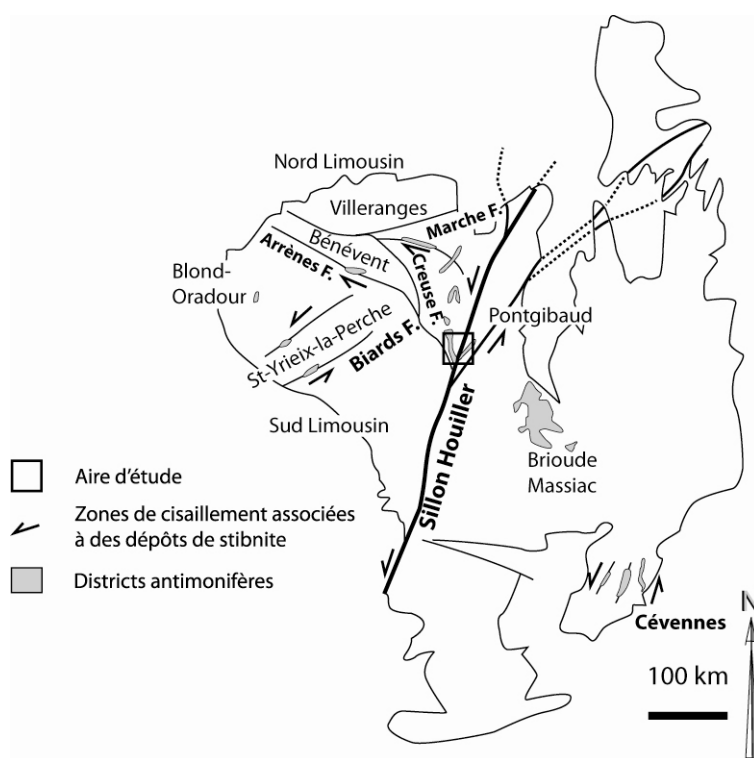 Nord Limousin
Villeranges
Marche F.
Bénévent
Arrènes F.
Creuse F.
Blond-
Oradour
Pontgibaud
St-Yrieix-la-Perche
Biards F.
Sud Limousin
Sillon Houiller
Brioude
Massiac
Aire d'étude
Zones de cisaillement associées
à des dépôts de stibnite
Districts antimonifères
Cévennes
N
100 km